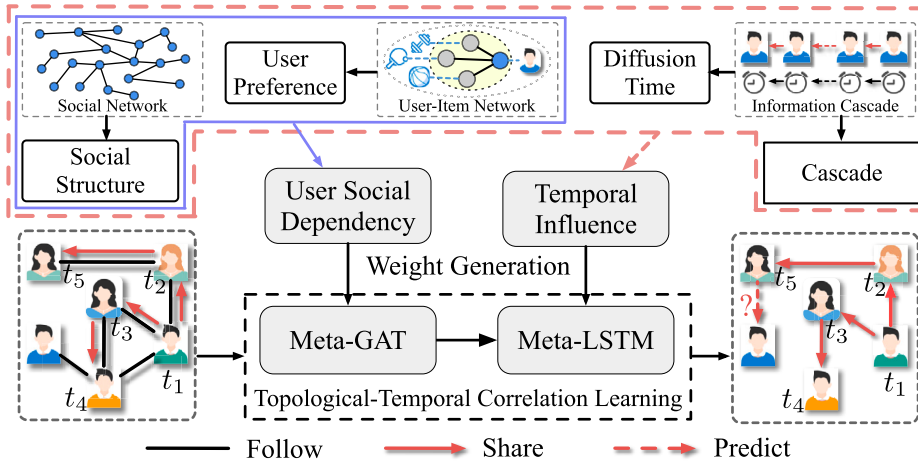 Social Network
Social
Structure
User
Preference
User-Item Network
Diffusion
Time
Information Cascade
Cascade
User Social
Dependency
Temporal
Influence
Weight Generation
t5
t2
t3
t4
t1
Meta-GAT
Meta-LSTM
Topological-Temporal Correlation Learning
t5
t2
?
t3
t1
t4
Follow
Share
Predict